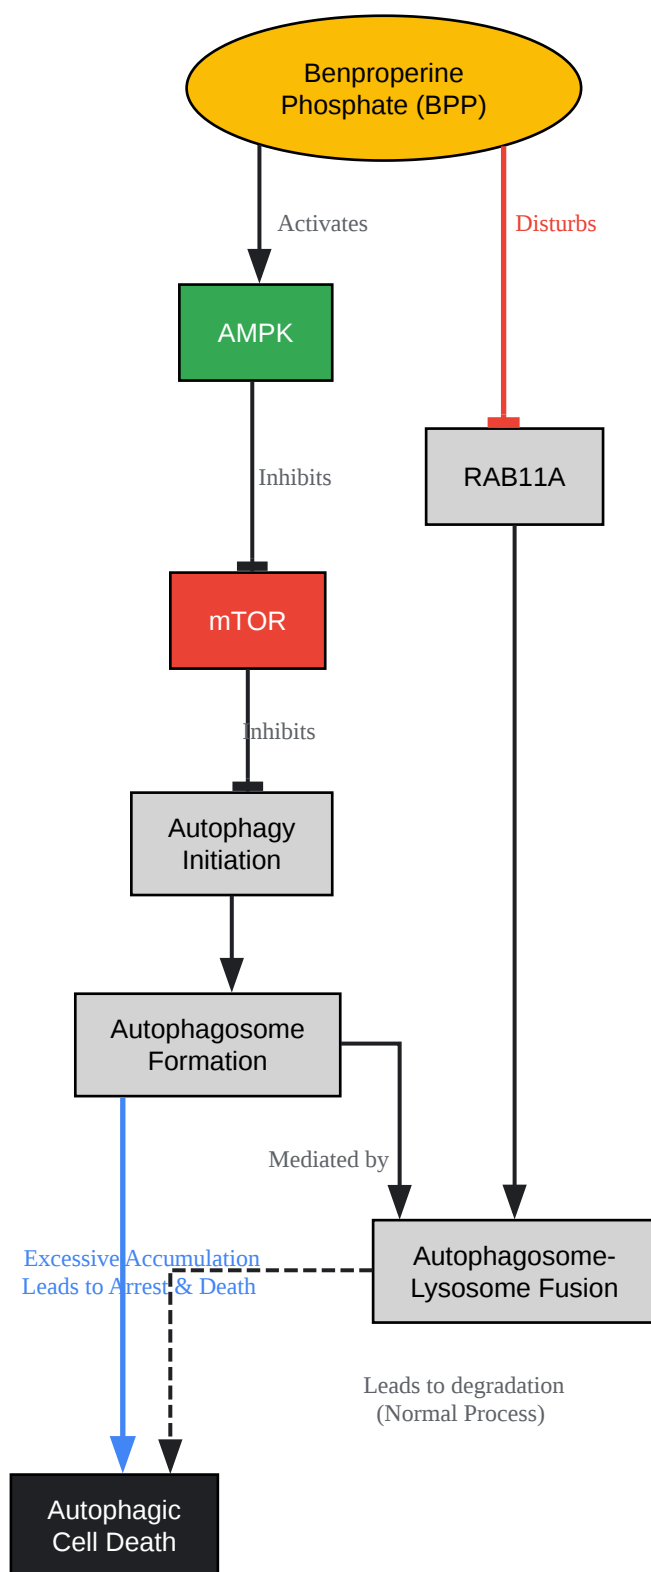 Benproperine
Phosphate (BPP)
Activates
Disturbs
AMPK
RAB11A
Inhibits
mTOR
Inhibits
Autophagy
Initiation
Autophagosome
Formation
Mediated by
Excessive Accumulation
Leads to Arrest & Death
Autophagosome-
Lysosome Fusion
Leads to degradation
(Normal Process)
Autophagic
Cell Death